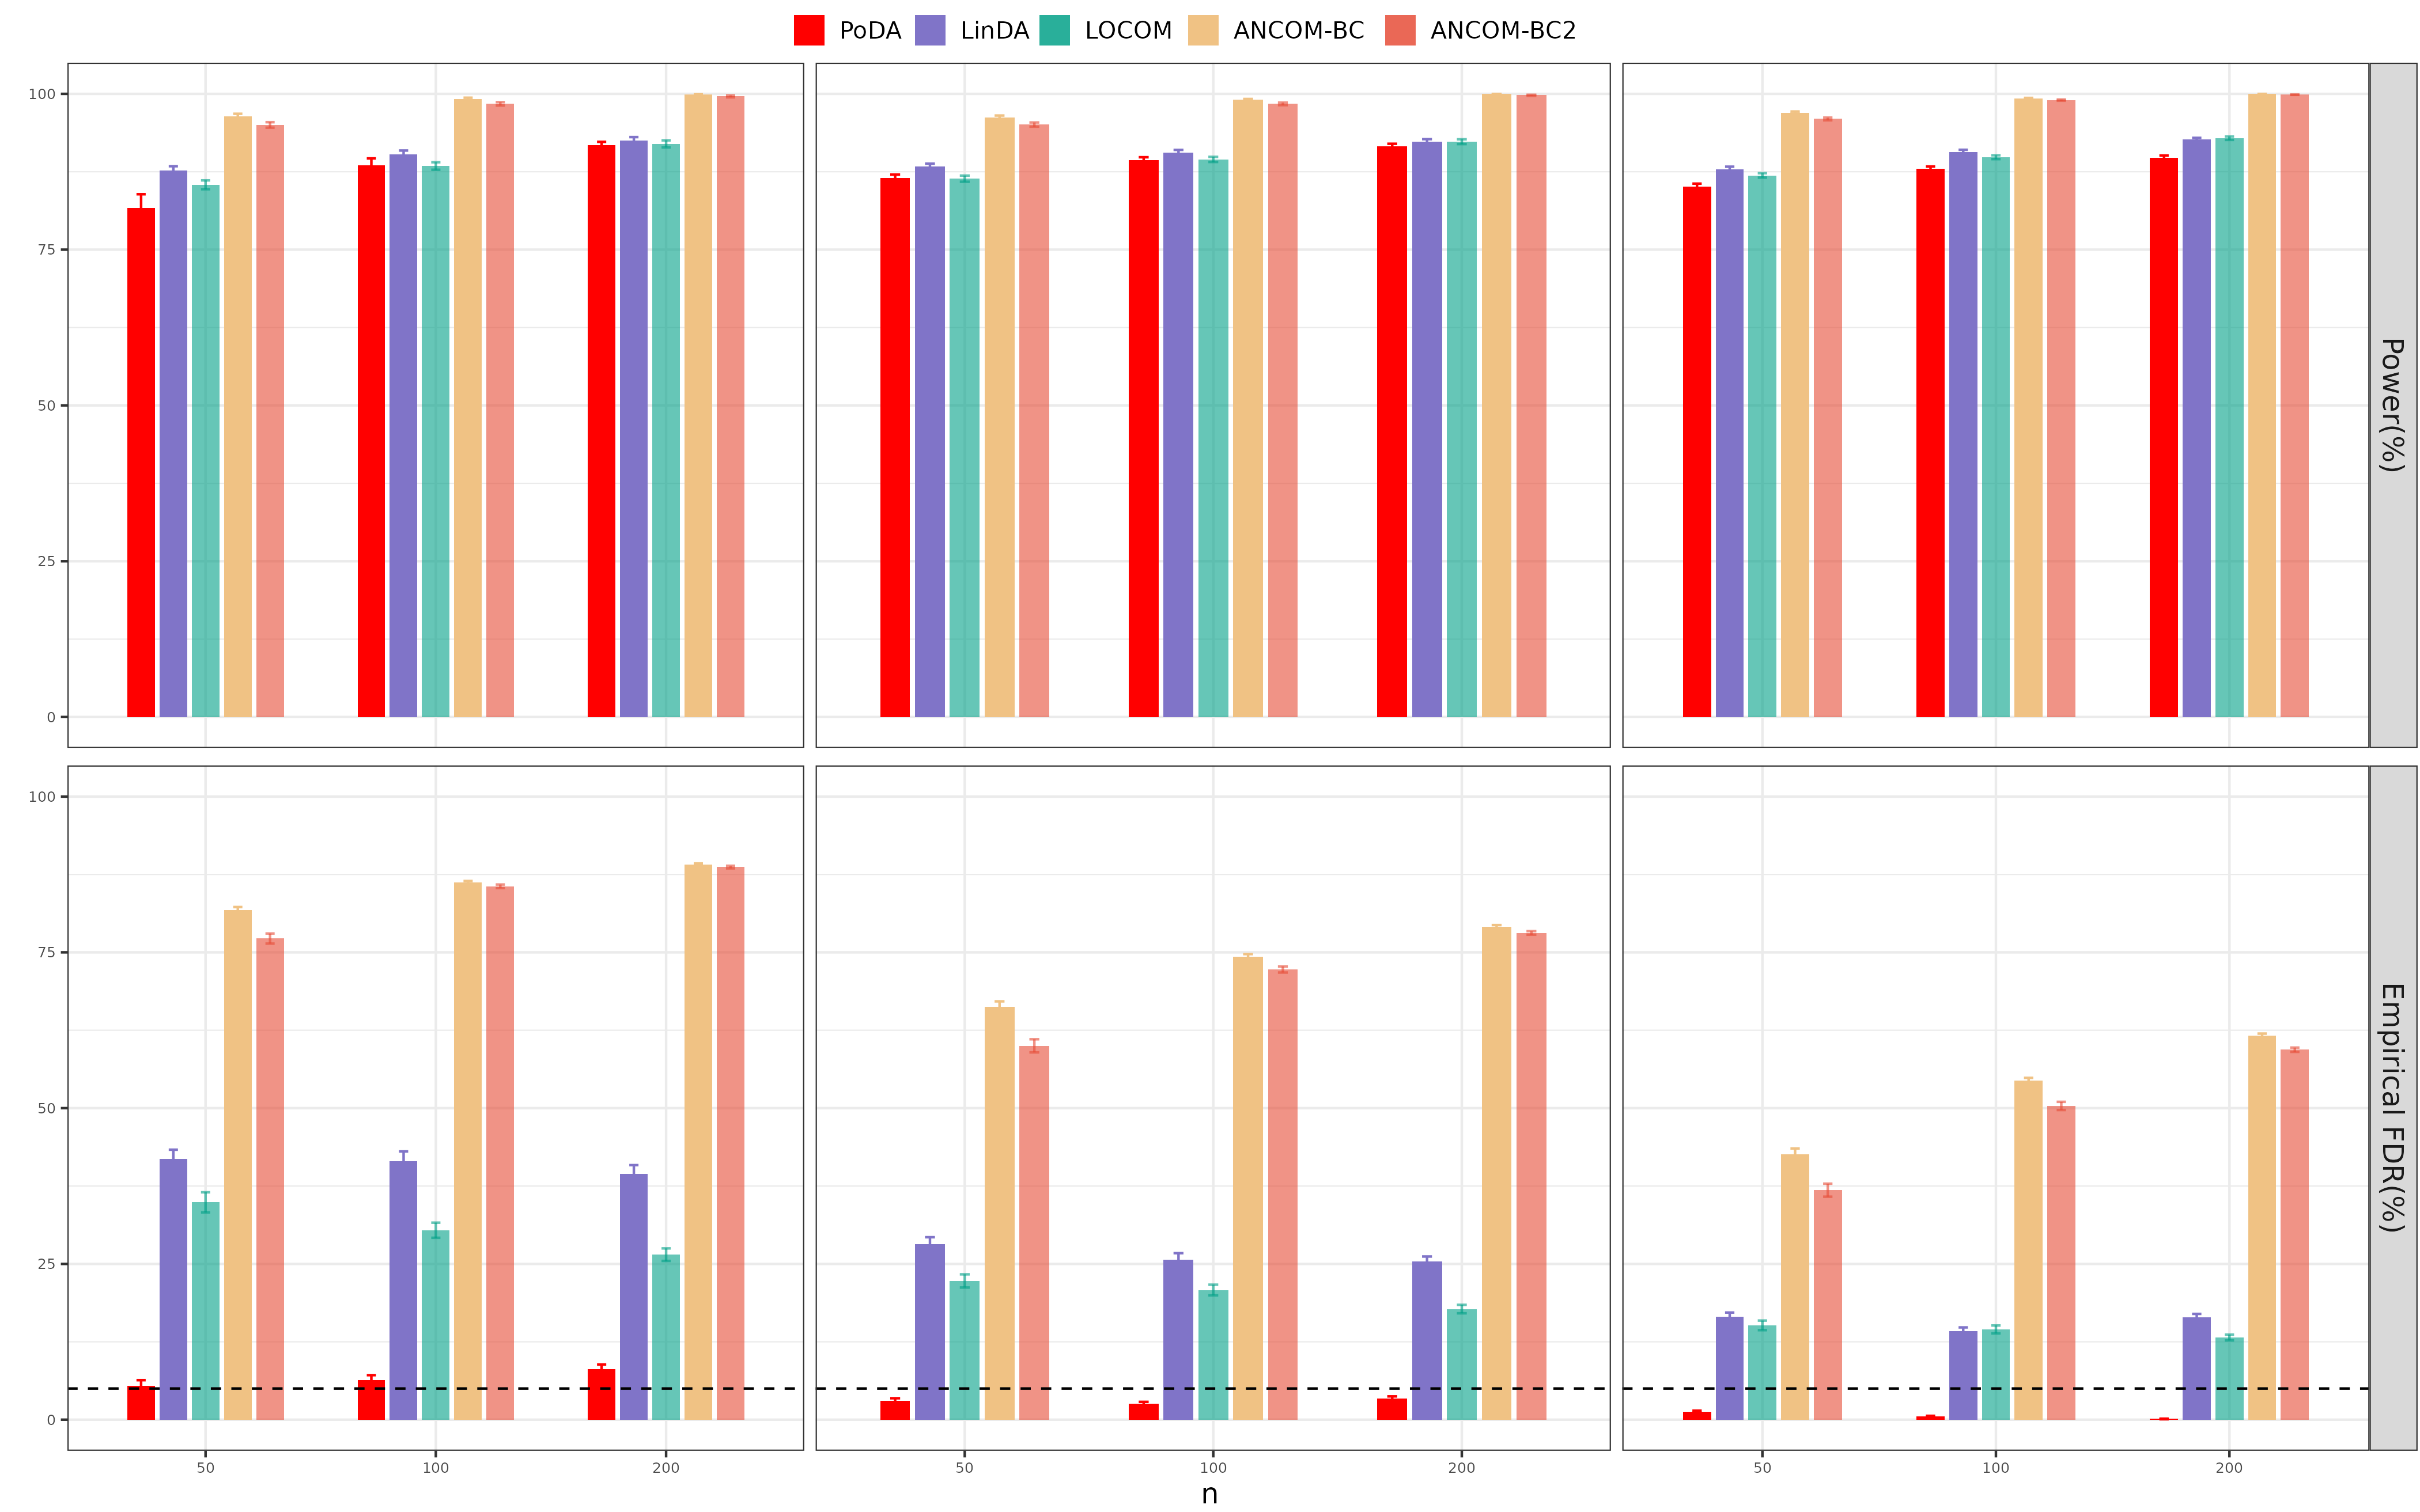 PoDA LinDA LOCOM ANCOM-BC ANCOM-BC2
100
75
50
25
0
Power(%)
100
75
50
25
0
Empirical FDR(%)
50 100 200 50 100 200 50 100 200
n